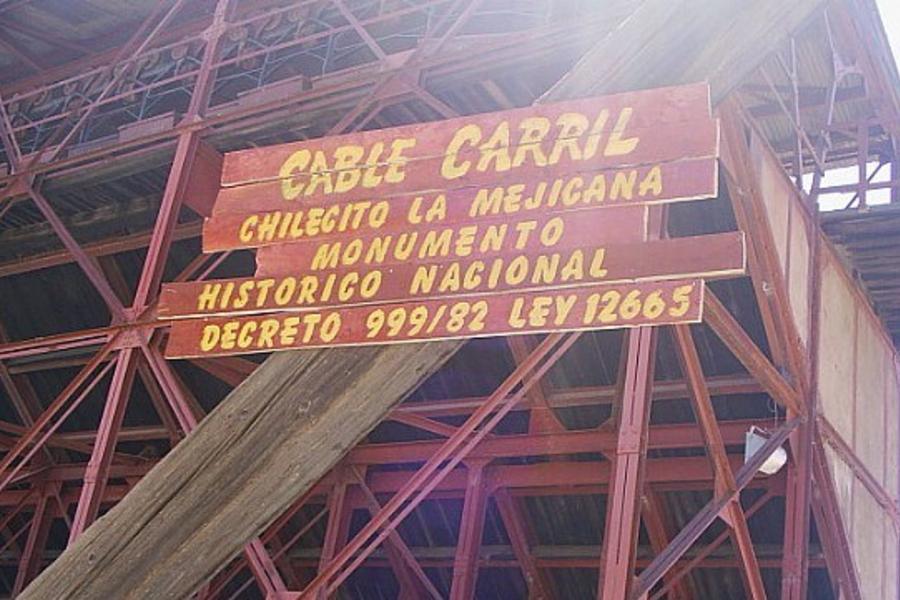 CABLE CARRIL
CHILECITO LA MEJICANA
MONUMENTO
HISTORICO NACIONAL
DECRETO 999/82 LEY 12665